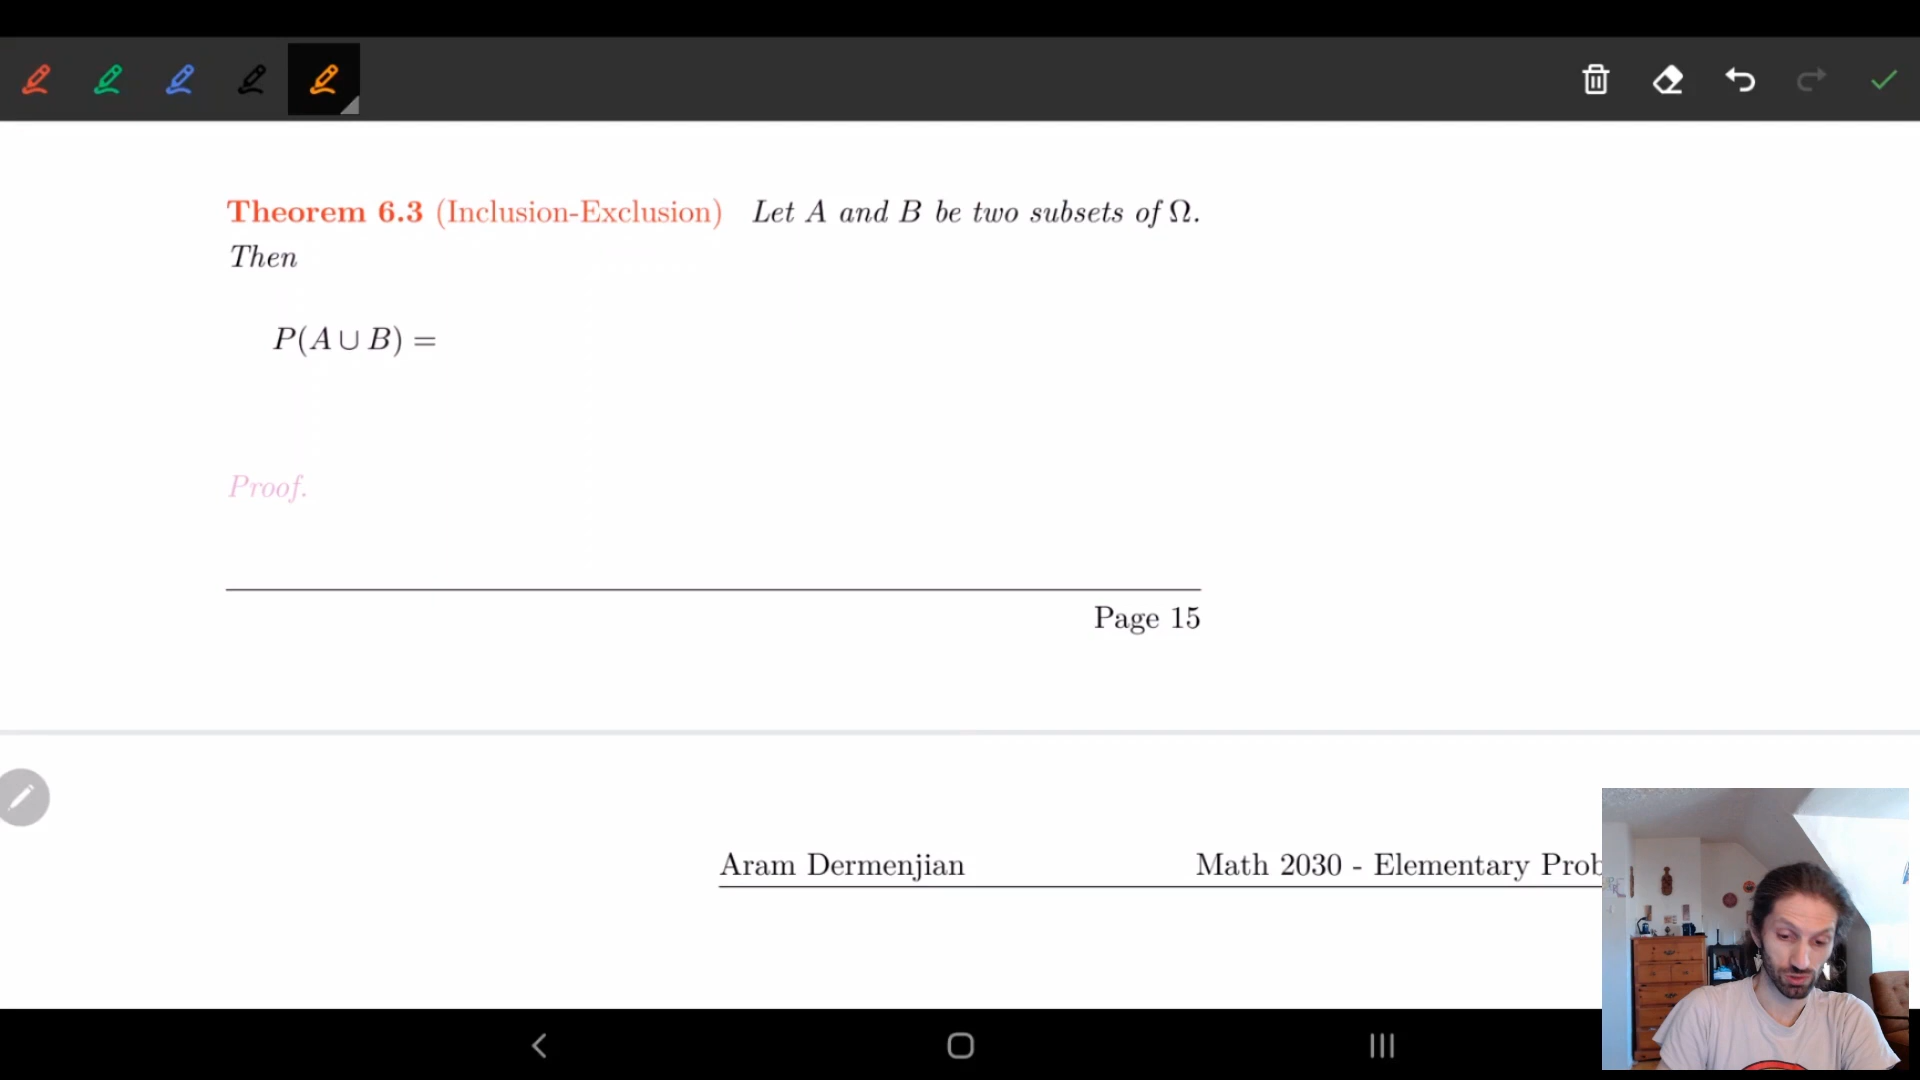 Theorem 6.3 (Inclusion-Exclusion) Let A and B be two subsets of Ω.
Then
P(A ∪ B) =
Proof.
Page 15
Aram Dermenjian Math 2030 - Elementary Prob